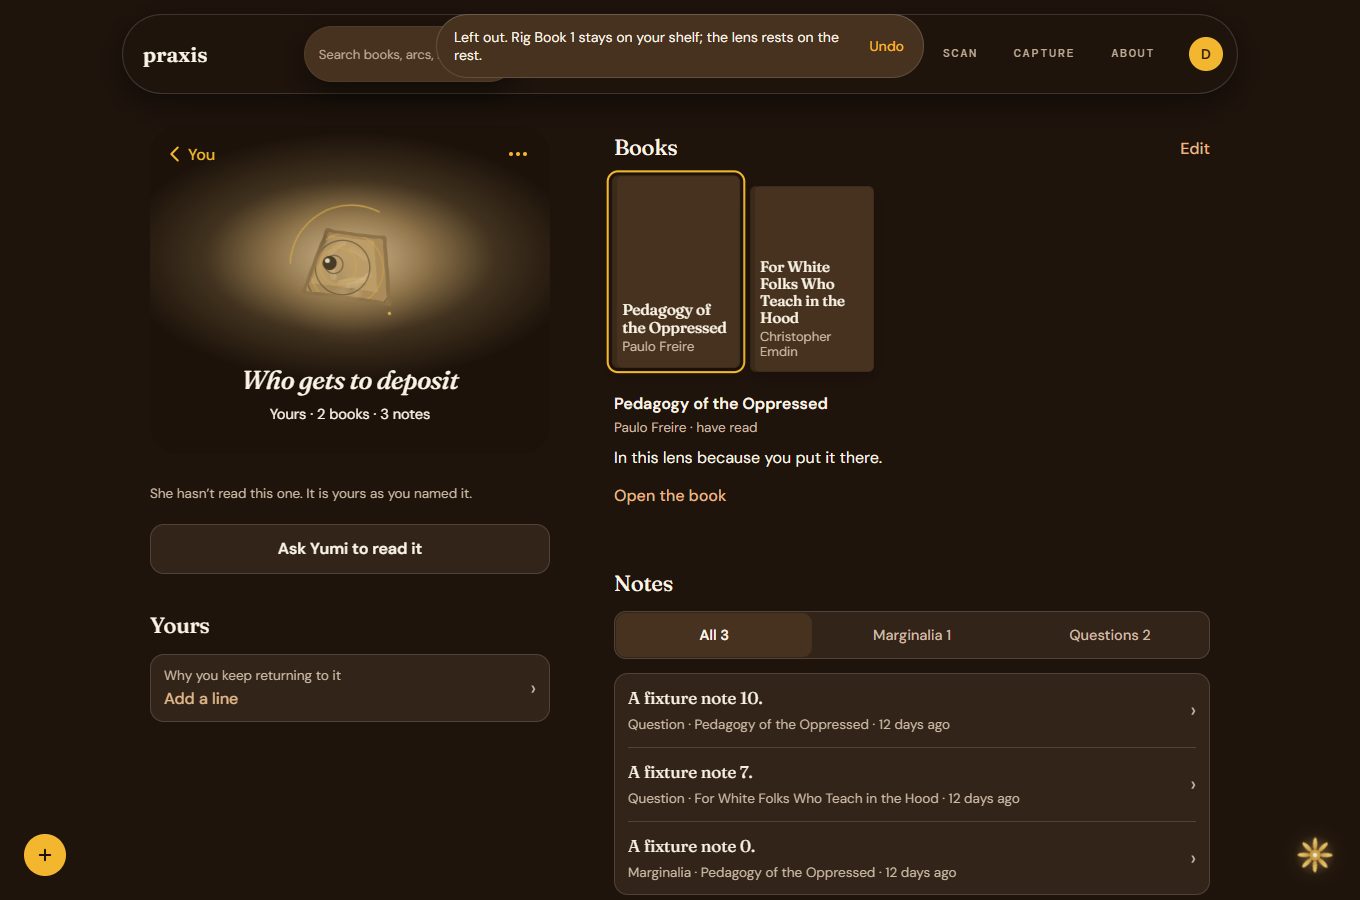 praxis
Search books, arcs,
Left out. Rig Book 1 stays on your shelf; the lens rests on the
rest.
Undo
SCAN
CAPTURE
ABOUT
D
You
Who gets to deposit
Yours · 2 books · 3 notes
She hasn’t read this one. It is yours as you named it.
Ask Yumi to read it
Yours
Why you keep returning to it
Add a line
Books
Edit
Pedagogy of
the Oppressed
Paulo Freire
For White
Folks Who
Teach in the
Hood
Christopher
Emdin
Pedagogy of the Oppressed
Paulo Freire · have read
In this lens because you put it there.
Open the book
Notes
All 3
Marginalia 1
Questions 2
A fixture note 10.
Question · Pedagogy of the Oppressed · 12 days ago
A fixture note 7.
Question · For White Folks Who Teach in the Hood · 12 days ago
A fixture note 0.
Marginalia · Pedagogy of the Oppressed · 12 days ago